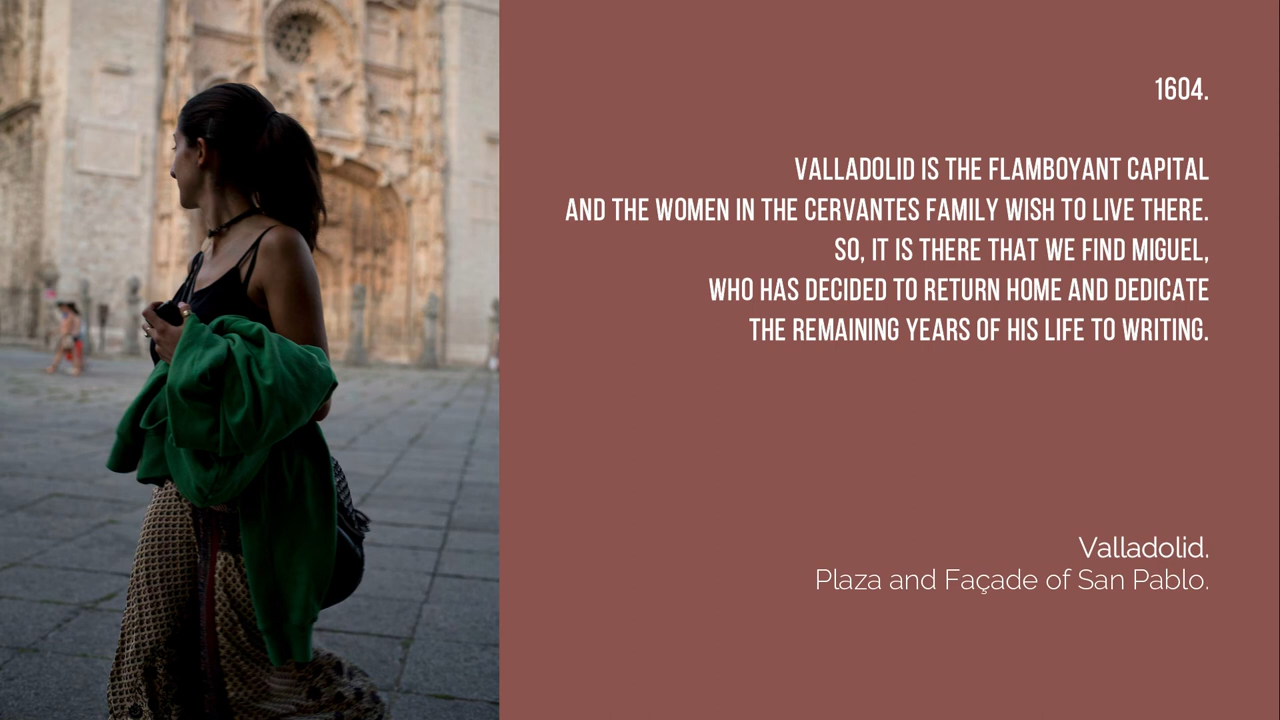 1604.
VALLADOLID IS THE FLAMBOYANT CAPITAL
AND THE WOMEN IN THE CERVANTES FAMILY WISH TO LIVE THERE.
SO, IT IS THERE THAT WE FIND MIGUEL,
WHO HAS DECIDED TO RETURN HOME AND DEDICATE
THE REMAINING YEARS OF HIS LIFE TO WRITING.
Valladolid.
Plaza and Façade of San Pablo.